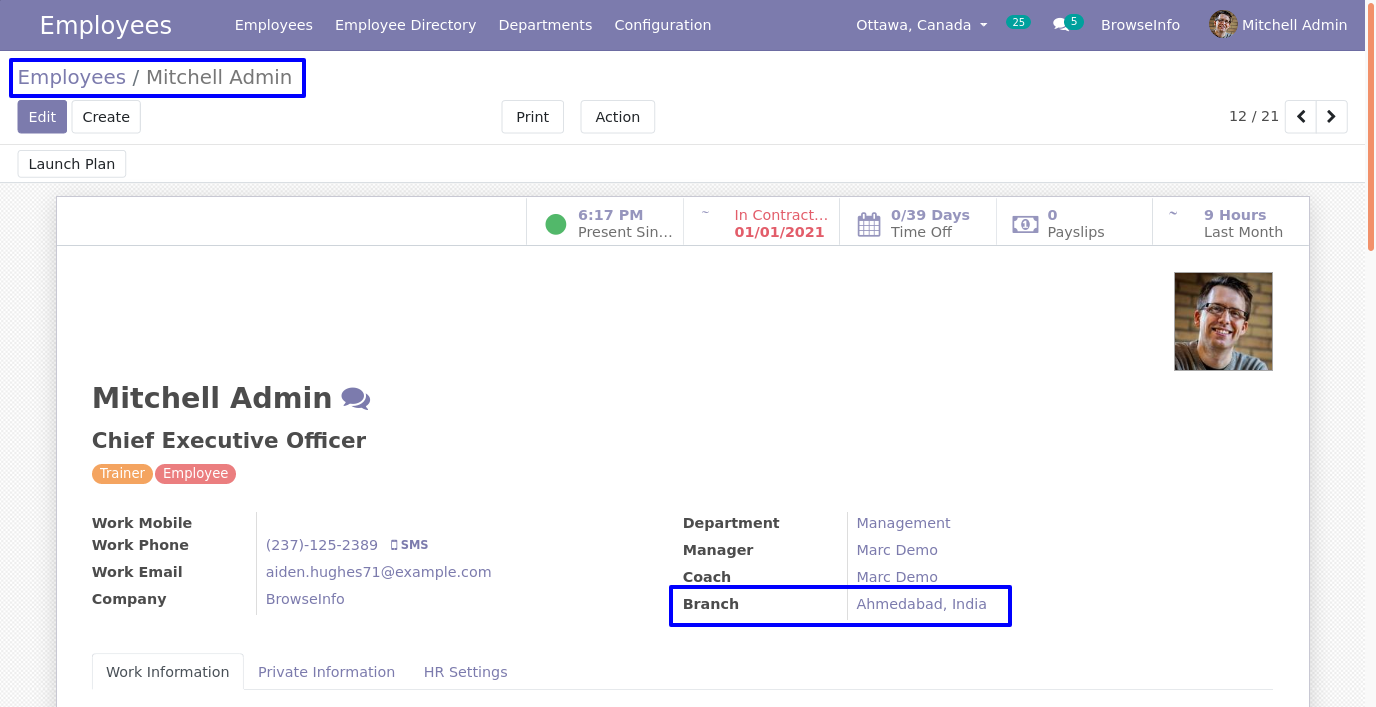 Employees Employees Employee Directory Departments Configuration Ottawa, Canada 25 5 BrowseInfo Mitchell Admin
Employees / Mitchell Admin
Edit Create Print Action 12 / 21
Launch Plan
6:17 PM ~ In Contract... 0/39 Days 0 ~ 9 Hours
Present Sin... 01/01/2021 Time Off Payslips Last Month
Mitchell Admin
Chief Executive Officer
Trainer Employee
Work Mobile Department Management
Work Phone (237)-125-2389 SMS Manager Marc Demo
Work Email aiden.hughes71@example.com Coach Marc Demo
Company BrowseInfo Branch Ahmedabad, India
Work Information Private Information HR Settings